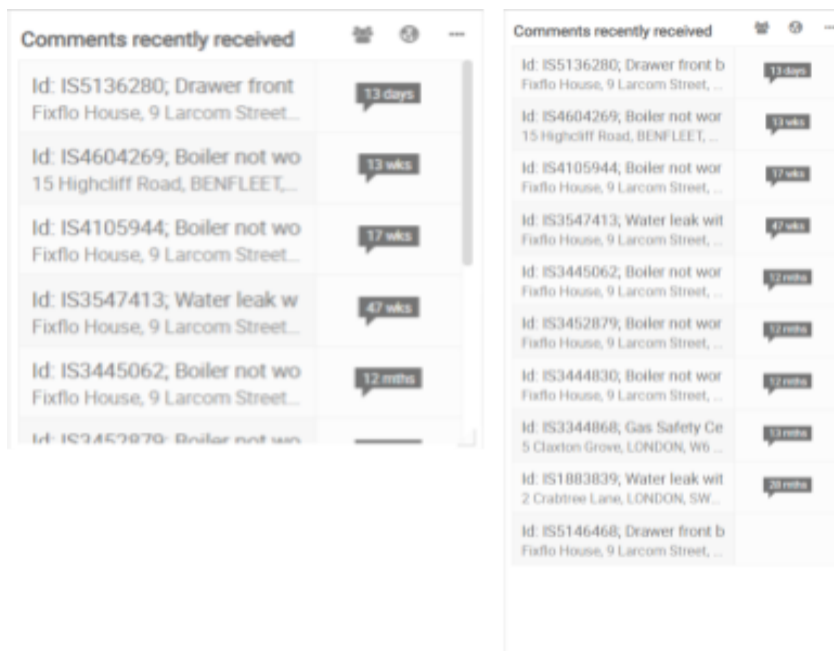 Comments recently received
Id: IS5136280; Drawer front
Fixflo House, 9 Larcom Street...
13 days
Id: IS4604269; Boiler not wo
15 Highcliff Road, BENFLEET,...
13 wks
Id: IS4105944; Boiler not wo
Fixflo House, 9 Larcom Street...
17 wks
Id: IS3547413; Water leak w
Fixflo House, 9 Larcom Street...
47 wks
Id: IS3445062; Boiler not wo
Fixflo House, 9 Larcom Street...
12 mths
Id: IS3452879; Boiler not wo
Comments recently received
Id: IS5136280; Drawer front b
Fixflo House, 9 Larcom Street, ...
13 days
Id: IS4604269; Boiler not wor
15 Highcliff Road, BENFLEET, ...
13 wks
Id: IS4105944; Boiler not wor
Fixflo House, 9 Larcom Street, ...
17 wks
Id: IS3547413; Water leak wit
Fixflo House, 9 Larcom Street, ...
47 wks
Id: IS3445062; Boiler not wor
Fixflo House, 9 Larcom Street, ...
12 mths
Id: IS3452879; Boiler not wor
Fixflo House, 9 Larcom Street, ...
12 mths
Id: IS3444830; Boiler not wor
Fixflo House, 9 Larcom Street, ...
12 mths
Id: IS3344868; Gas Safety Ce
5 Claxton Grove, LONDON, W6 ...
13 mths
Id: IS1883839; Water leak wit
2 Crabtree Lane, LONDON, SW...
28 mths
Id: IS5146468; Drawer front b
Fixflo House, 9 Larcom Street, ...